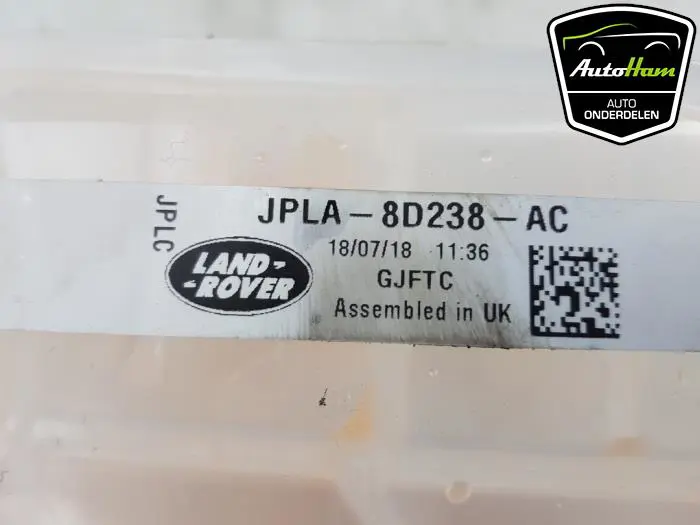 AutoHam
AUTO
ONDERDELEN
JPLC
JPLA-8D238-AC
18/07/18 11:36
GJFTC
Assembled in UK
LAND-
-ROVER